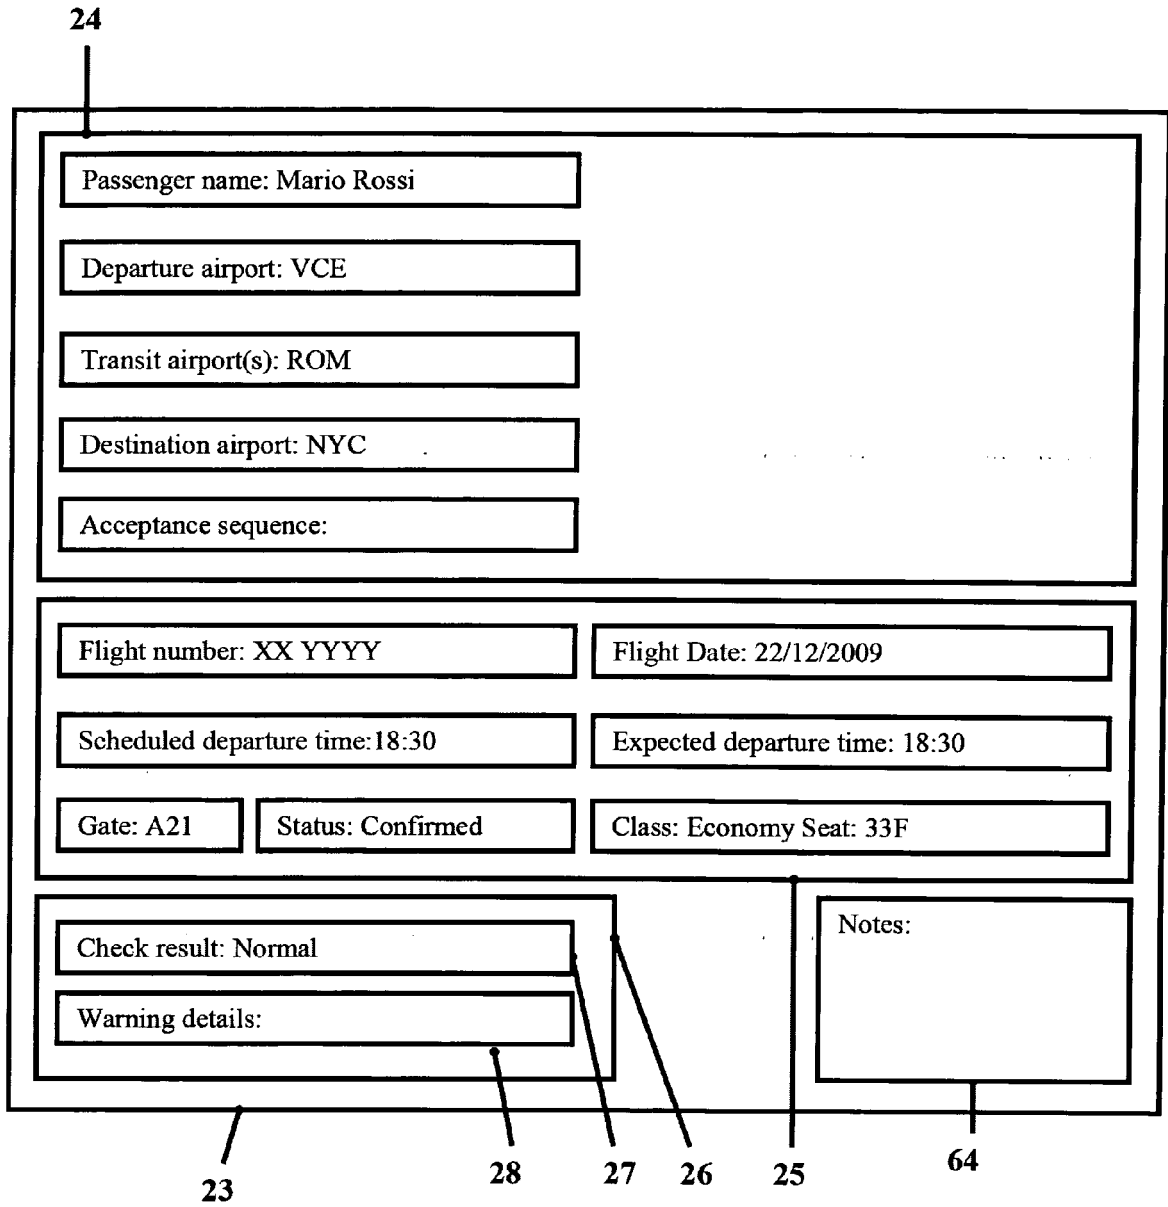 24
Passenger name: Mario Rossi
Departure airport: VCE
Transit airport(s): ROM
Destination airport: NYC
Acceptance sequence:
Flight number: XX YYYY
Flight Date: 22/12/2009
Scheduled departure time:18:30
Expected departure time: 18:30
Gate: A21
Status: Confirmed
Class: Economy Seat: 33F
Check result: Normal
Warning details:
Notes:
23
28
27
26
25
64